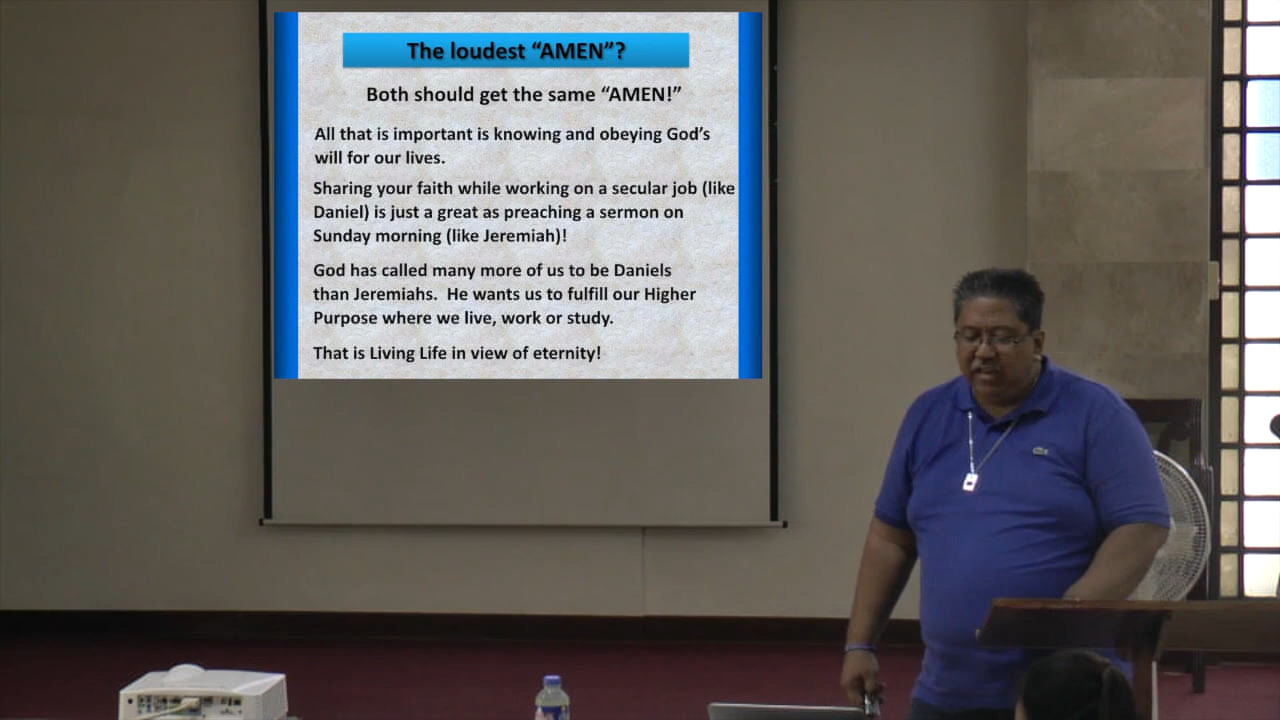 The loudest “AMEN”?
Both should get the same “AMEN!”
All that is important is knowing and obeying God’s
will for our lives.
Sharing your faith while working on a secular job (like
Daniel) is just a great as preaching a sermon on
Sunday morning (like Jeremiah)!
God has called many more of us to be Daniels
than Jeremiahs.  He wants us to fulfill our Higher
Purpose where we live, work or study.
That is Living Life in view of eternity!